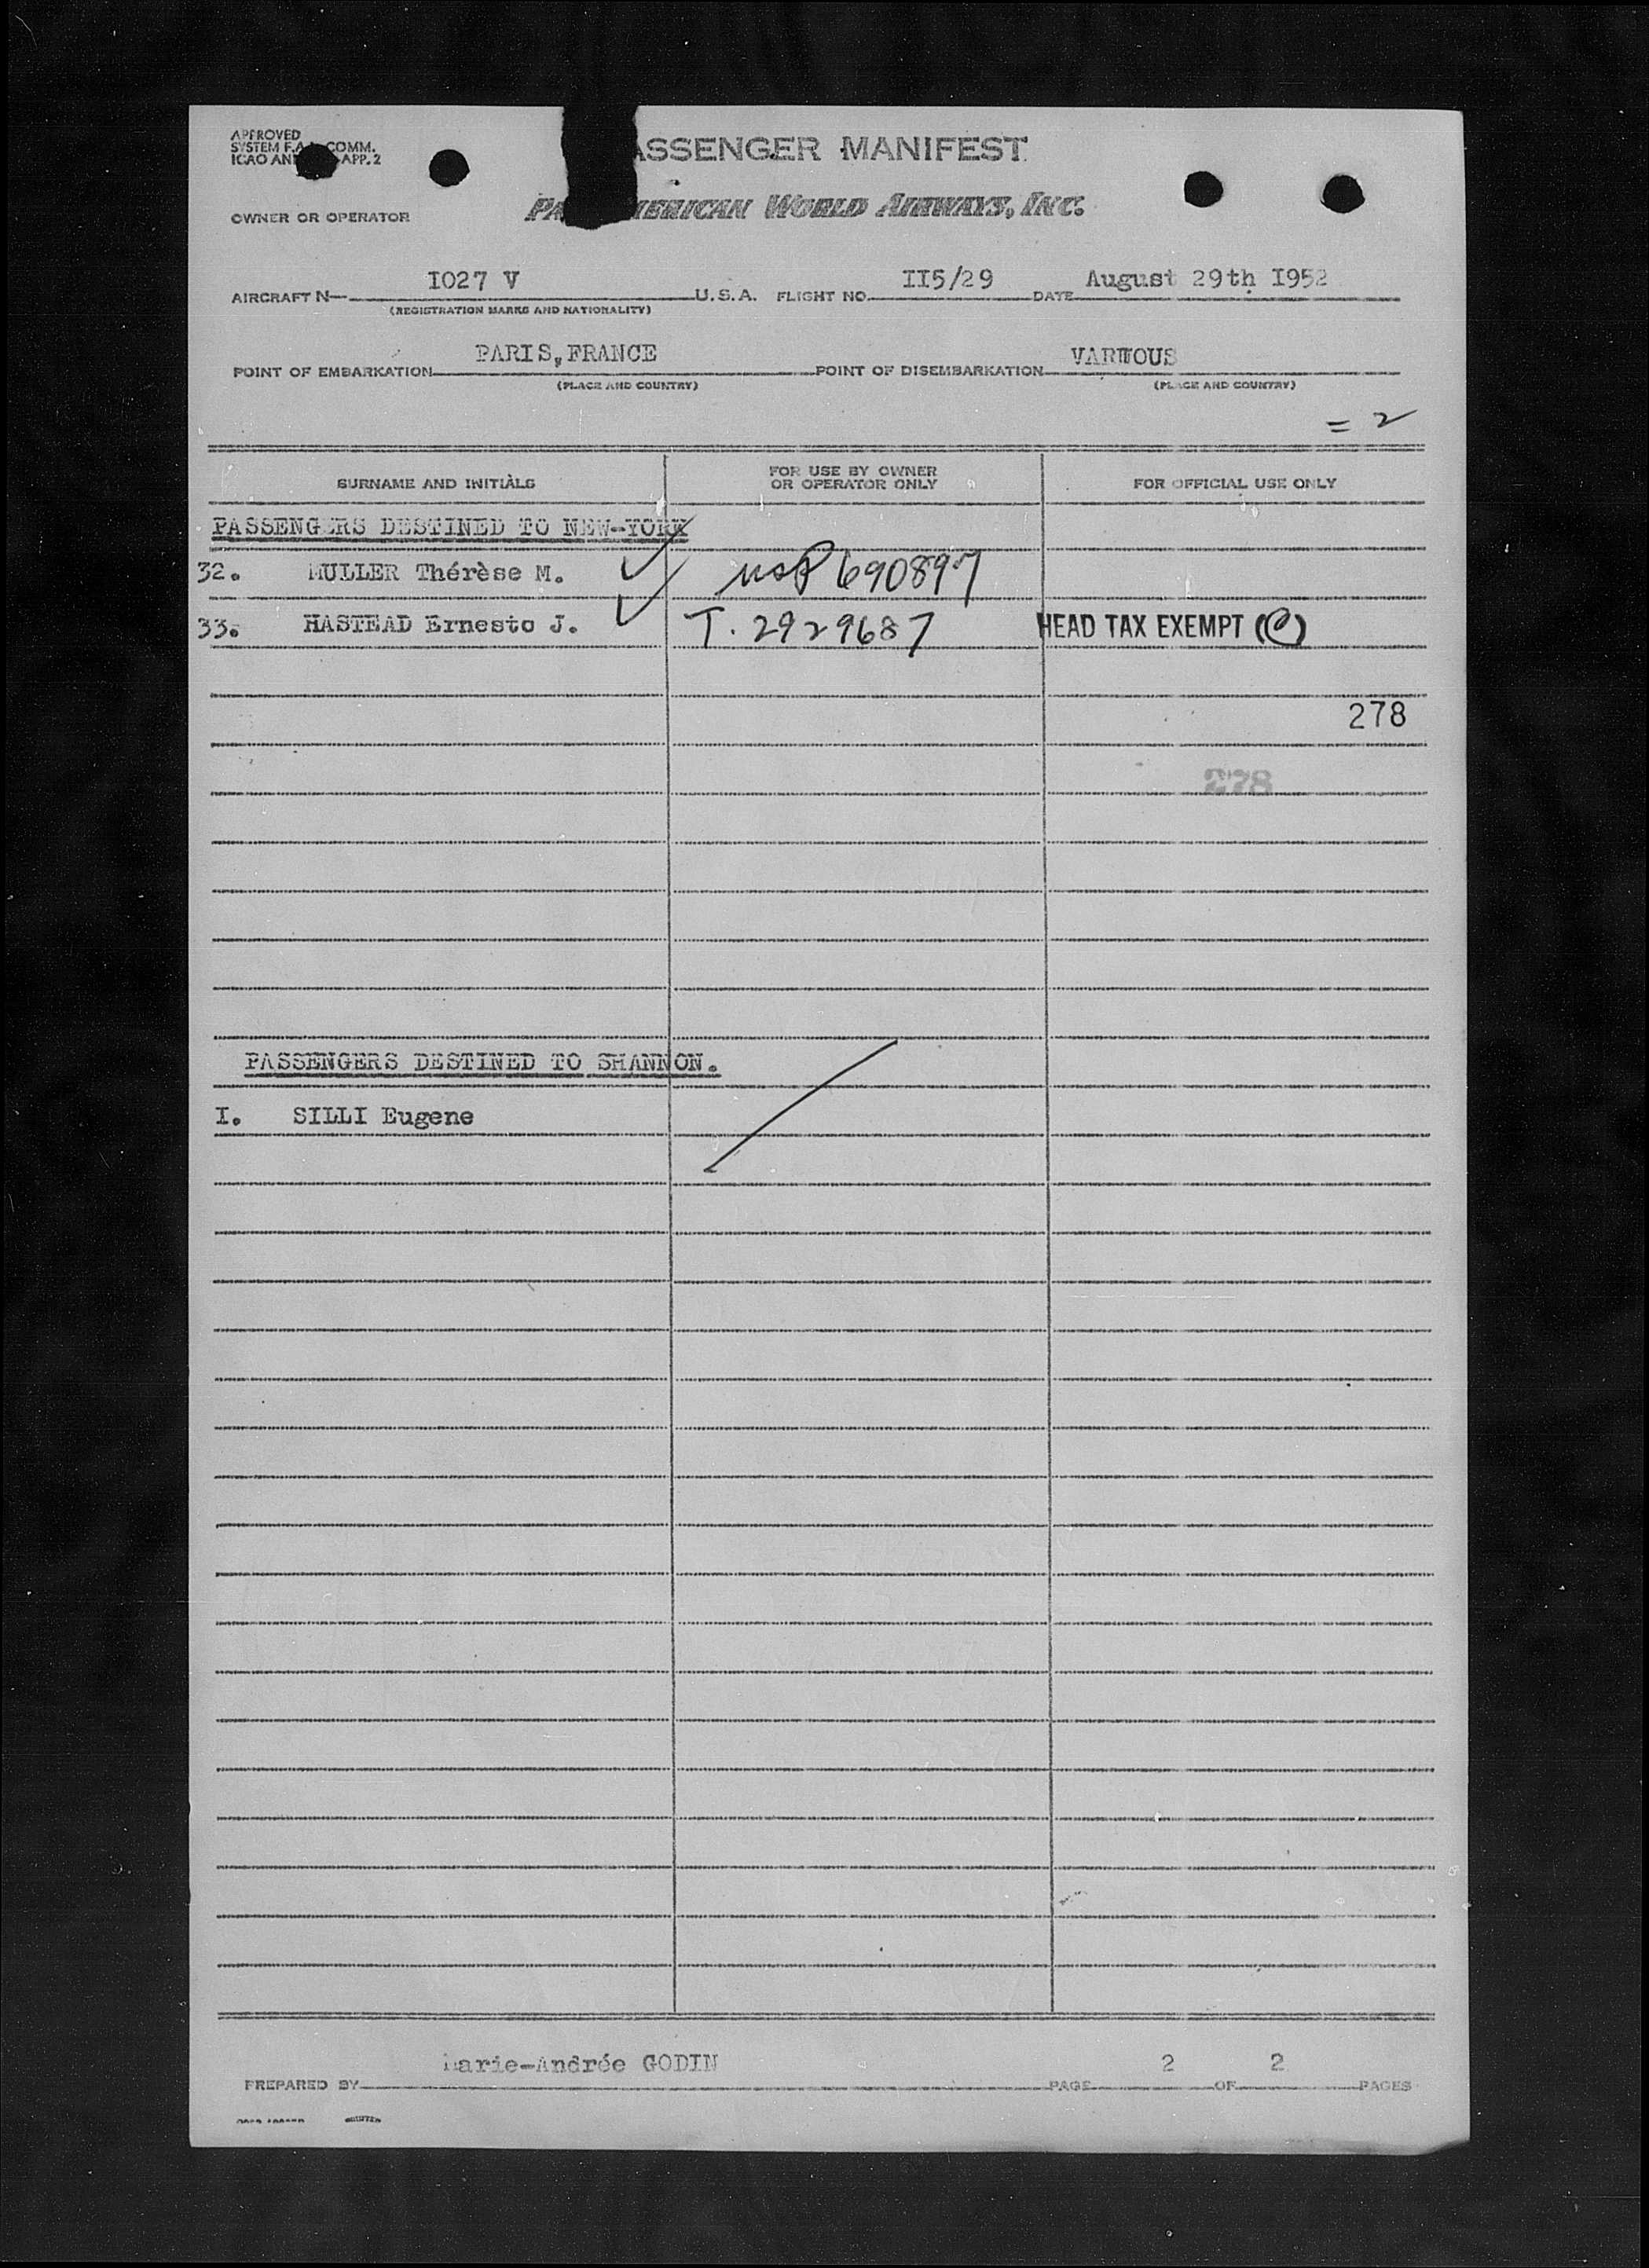 APPROVED
SYSTEM F.A.L. COMM.
ICAO APP. 2
ASSENGER MANIFEST
OWNER OR OPERATOR
PA ERICAN WORLD AIRWAYS, INC.
AIRCRAFT N— I027 V U.S.A. FLIGHT NO. II5/29 DATE August 29th I952
(REGISTRATION MARKS AND NATIONALITY)
POINT OF EMBARKATION PARIS, FRANCE POINT OF DISEMBARKATION
(PLACE AND COUNTRY) (PLACE AND COUNTRY)
= 2
SURNAME AND INITIALS FOR USE BY OWNER OR OPERATOR ONLY FOR OFFICIAL USE ONLY
PASSENGERS DESTINED TO NEW-YORK
32. MULLER Thérèse M. USP 690897
33. HASTEAD Ernesto J. T. 2929687 HEAD TAX EXEMPT (C)
278
278
PASSENGERS DESTINED TO SHANNON.
I. SILLI Eugene
PREPARED BY Marie-Andrée GODIN PAGE 2 OF 2 PAGES